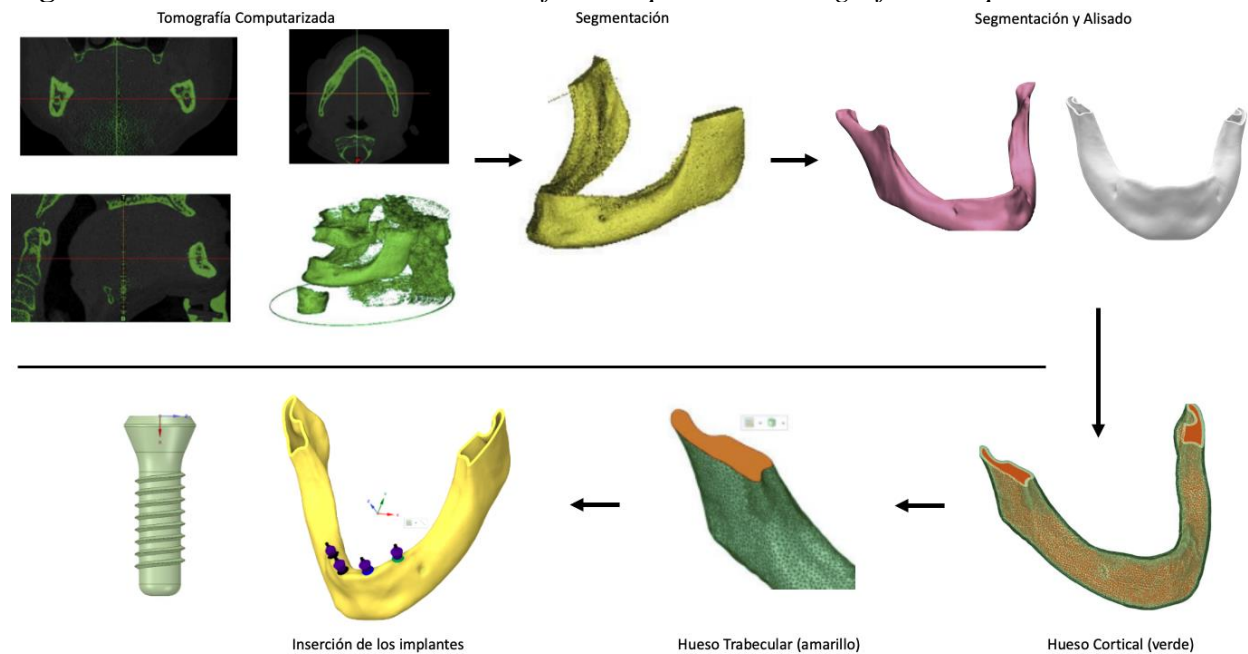 Tomografía Computarizada
Segmentación
Segmentación y Alisado
Inserción de los implantes
Hueso Trabecular (amarillo)
Hueso Cortical (verde)